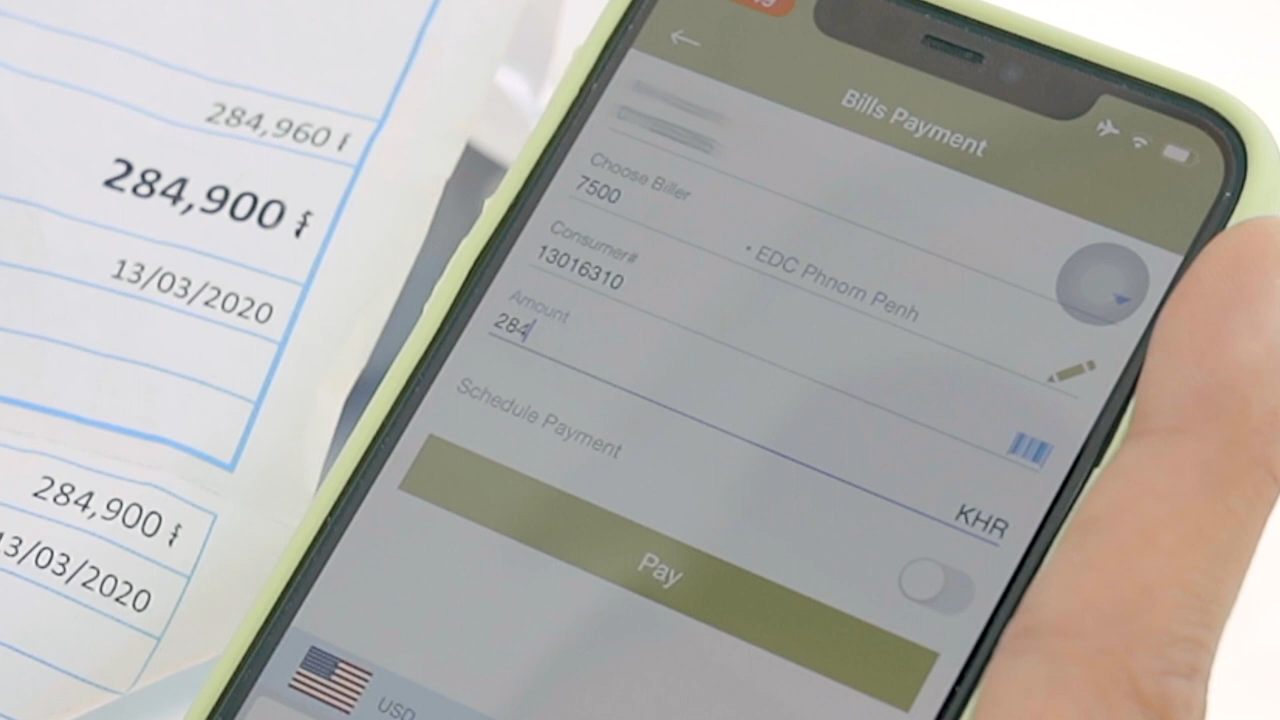 284,960 ៛
284,900 ៛
13/03/2020
284,900 ៛
13/03/2020
Bills Payment
Choose Biller
7500
• EDC Phnom Penh
Consumer#
13016310
Amount
284
KHR
Schedule Payment
Pay
USD